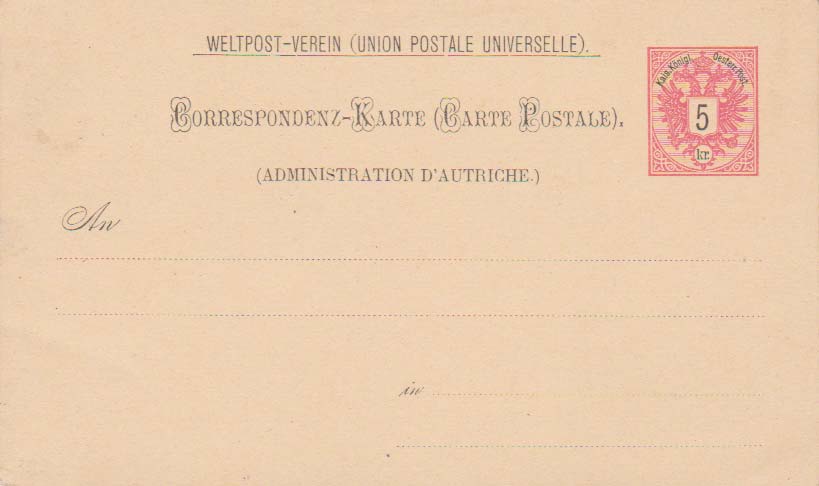 WELTPOST-VEREIN (UNION POSTALE UNIVERSELLE).
CORRESPONDENZ-KARTE (CARTE POSTALE).
(ADMINISTRATION D'AUTRICHE.)
Kais. Königl. Oesterr. Post
5
kr.
An
in